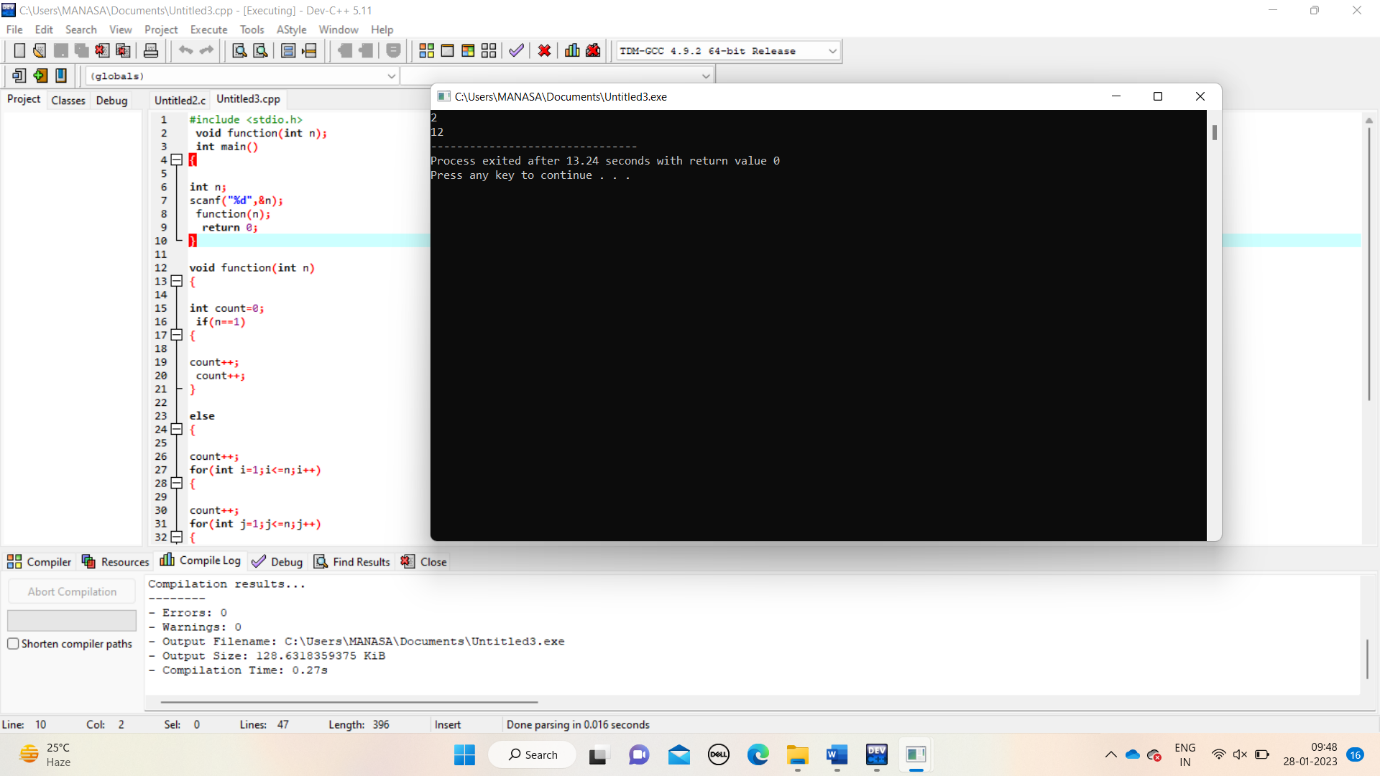 C:\Users\MANASA\Documents\Untitled3.cpp - [Executing] - Dev-C++ 5.11
File Edit Search View Project Execute Tools AStyle Window Help
TDM-GCC 4.9.2 64-bit Release
(globals)
Project Classes Debug
Untitled2.c Untitled3.cpp
1 #include <stdio.h>
2 void function(int n);
3 int main()
4 {
5
6 int n;
7 scanf("%d",&n);
8 function(n);
9 return 0;
10 }
11
12 void function(int n)
13 {
14
15 int count=0;
16 if(n==1)
17 {
18
19 count++;
20 count++;
21 }
22
23 else
24 {
25
26 count++;
27 for(int i=1;i<=n;i++)
28 {
29
30 count++;
31 for(int j=1;j<=n;j++)
32 {
C:\Users\MANASA\Documents\Untitled3.exe
2
12
--------------------------------
Process exited after 13.24 seconds with return value 0
Press any key to continue . . .
Compiler Resources Compile Log Debug Find Results Close
Abort Compilation
Shorten compiler paths
Compilation results...
--------
- Errors: 0
- Warnings: 0
- Output Filename: C:\Users\MANASA\Documents\Untitled3.exe
- Output Size: 128.6318359375 KiB
- Compilation Time: 0.27s
Line: 10 Col: 2 Sel: 0 Lines: 47 Length: 396 Insert Done parsing in 0.016 seconds
25°C
Haze
Search
DELL
W
DEV
ENG
IN
09:48
28-01-2023
16